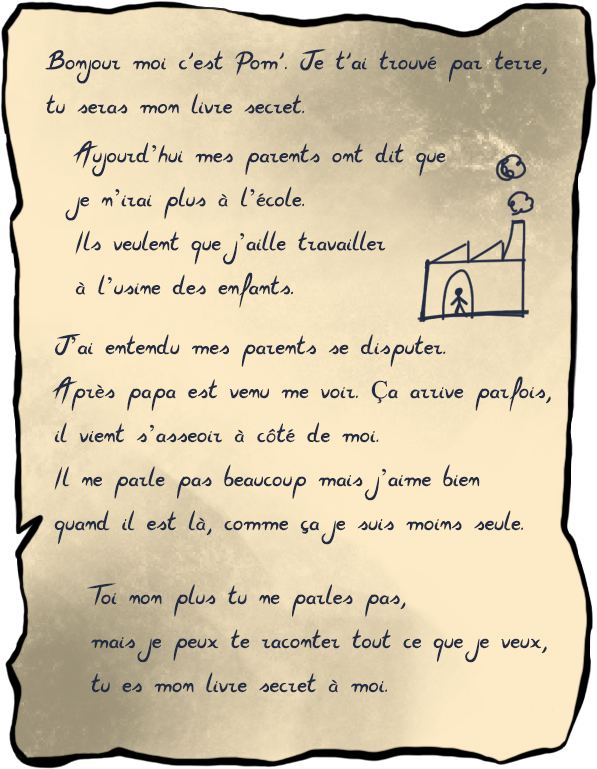 Bonjour moi c'est Pom'. Je t'ai trouvé par terre,
tu seras mon livre secret.
Aujourd'hui mes parents ont dit que
je n'irai plus à l'école.
Ils veulent que j'aille travailler
à l'usine des enfants.
J'ai entendu mes parents se disputer.
Après papa est venu me voir. Ça arrive parfois,
il vient s'asseoir à côté de moi.
Il ne parle pas beaucoup mais j'aime bien
quand il est là, comme ça je suis moins seule.
Toi non plus tu ne parles pas,
mais je peux te raconter tout ce que je veux,
tu es mon livre secret à moi.